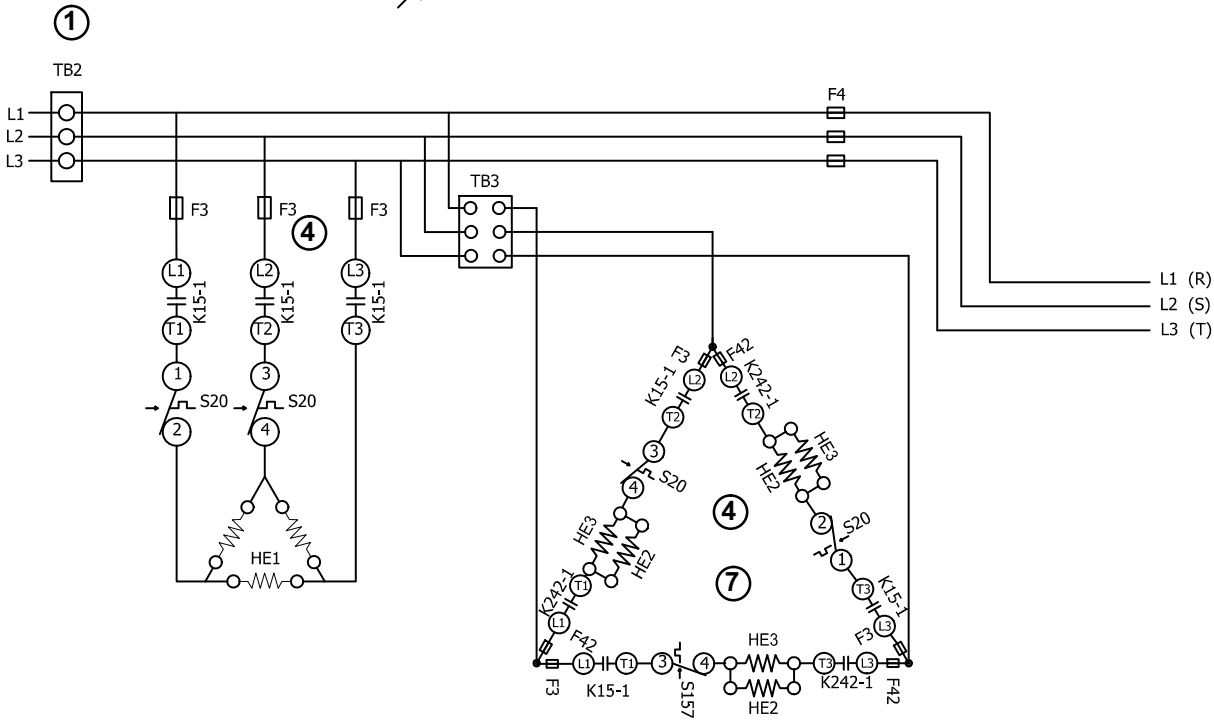 1
TB2
F4
L1
L2
L3
TB3
F3
F3
F3
4
L1
L2
L3
K15-1
K15-1
K15-1
T1
T2
T3
L1 (R)
L2 (S)
L3 (T)
1
3
S20
S20
2
4
HE1
F3
F42
L2
L2
K15-1
K242-1
T2
T2
3
S20
4
HE3
HE2
HE3
HE2
2
S20
1
4
7
K242-1
T1
L1
F42
T3
K15-1
L3
F3
F3
L1
K15-1
T1
3
S157
4
HE3
HE2
T3
K242-1
L3
F42